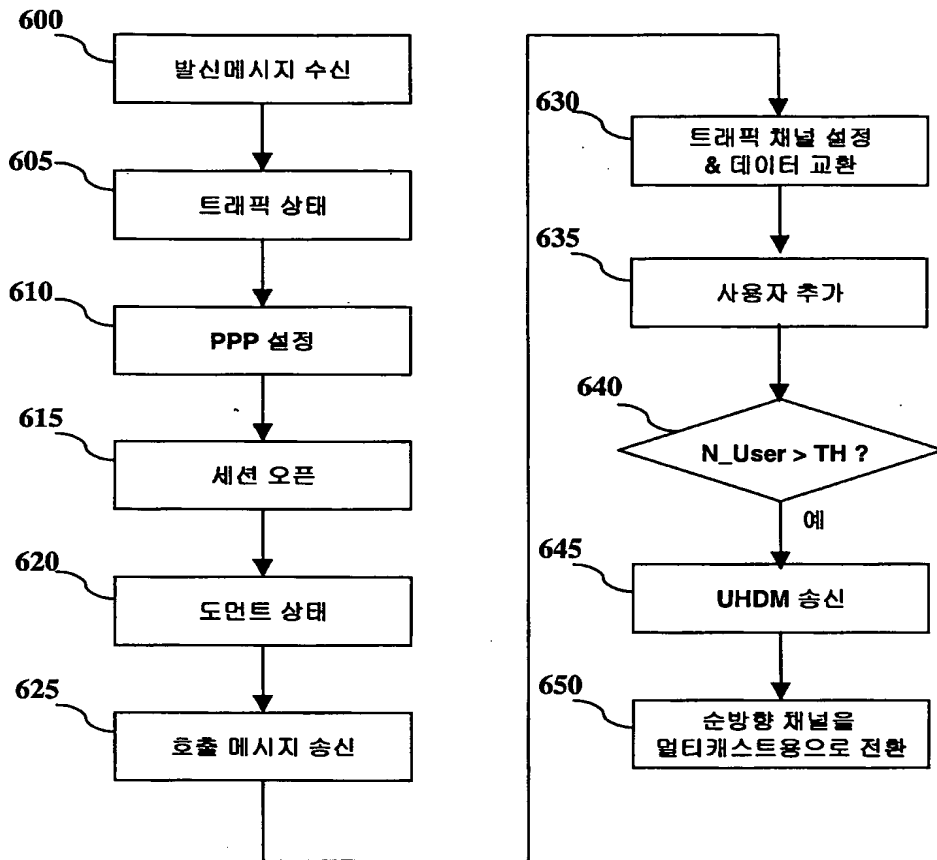 600
발신메시지 수신
605
트래픽 상태
610
PPP 설정
615
세션 오픈
620
도먼트 상태
625
호출 메시지 송신
630
트래픽 채널 설정
& 데이터 교환
635
사용자 추가
640
N_User > TH ?
예
645
UHDM 송신
650
순방향 채널을
멀티캐스트용으로 전환